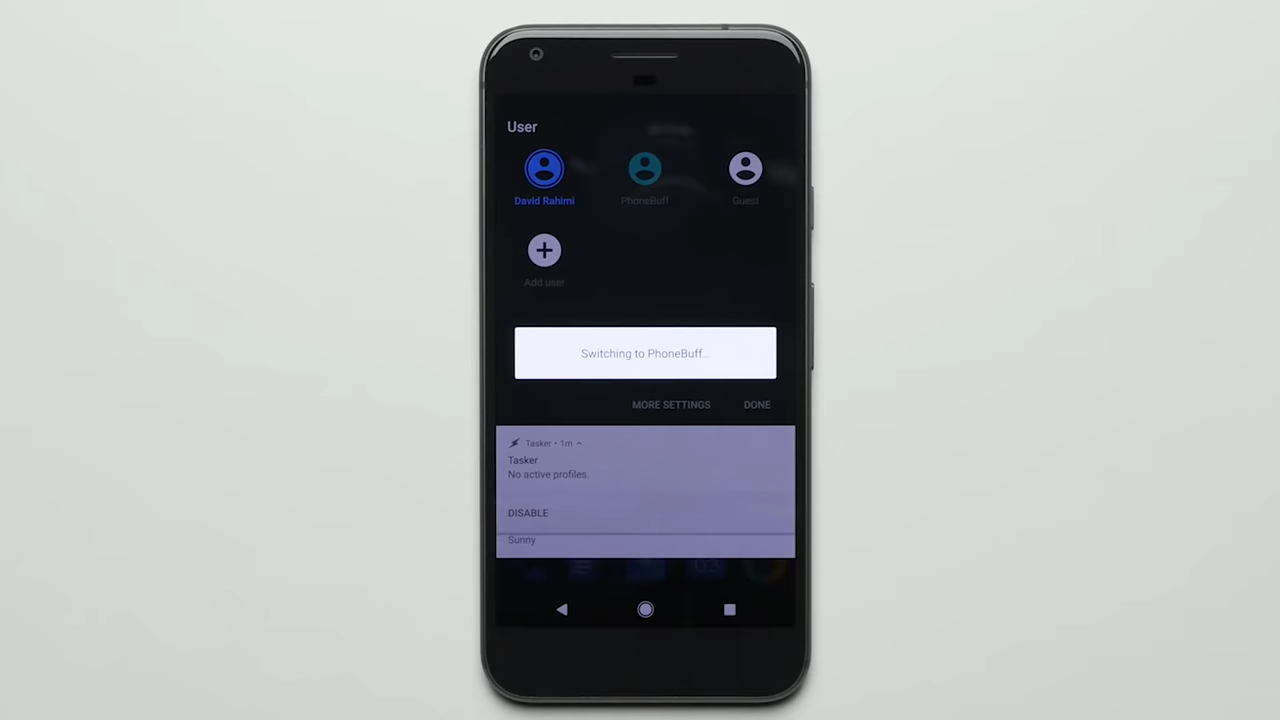 User
David Rahimi
PhoneBuff
Guest
Add user
Switching to PhoneBuff...
MORE SETTINGS
DONE
Tasker • 1m
Tasker
No active profiles.
DISABLE
Sunny